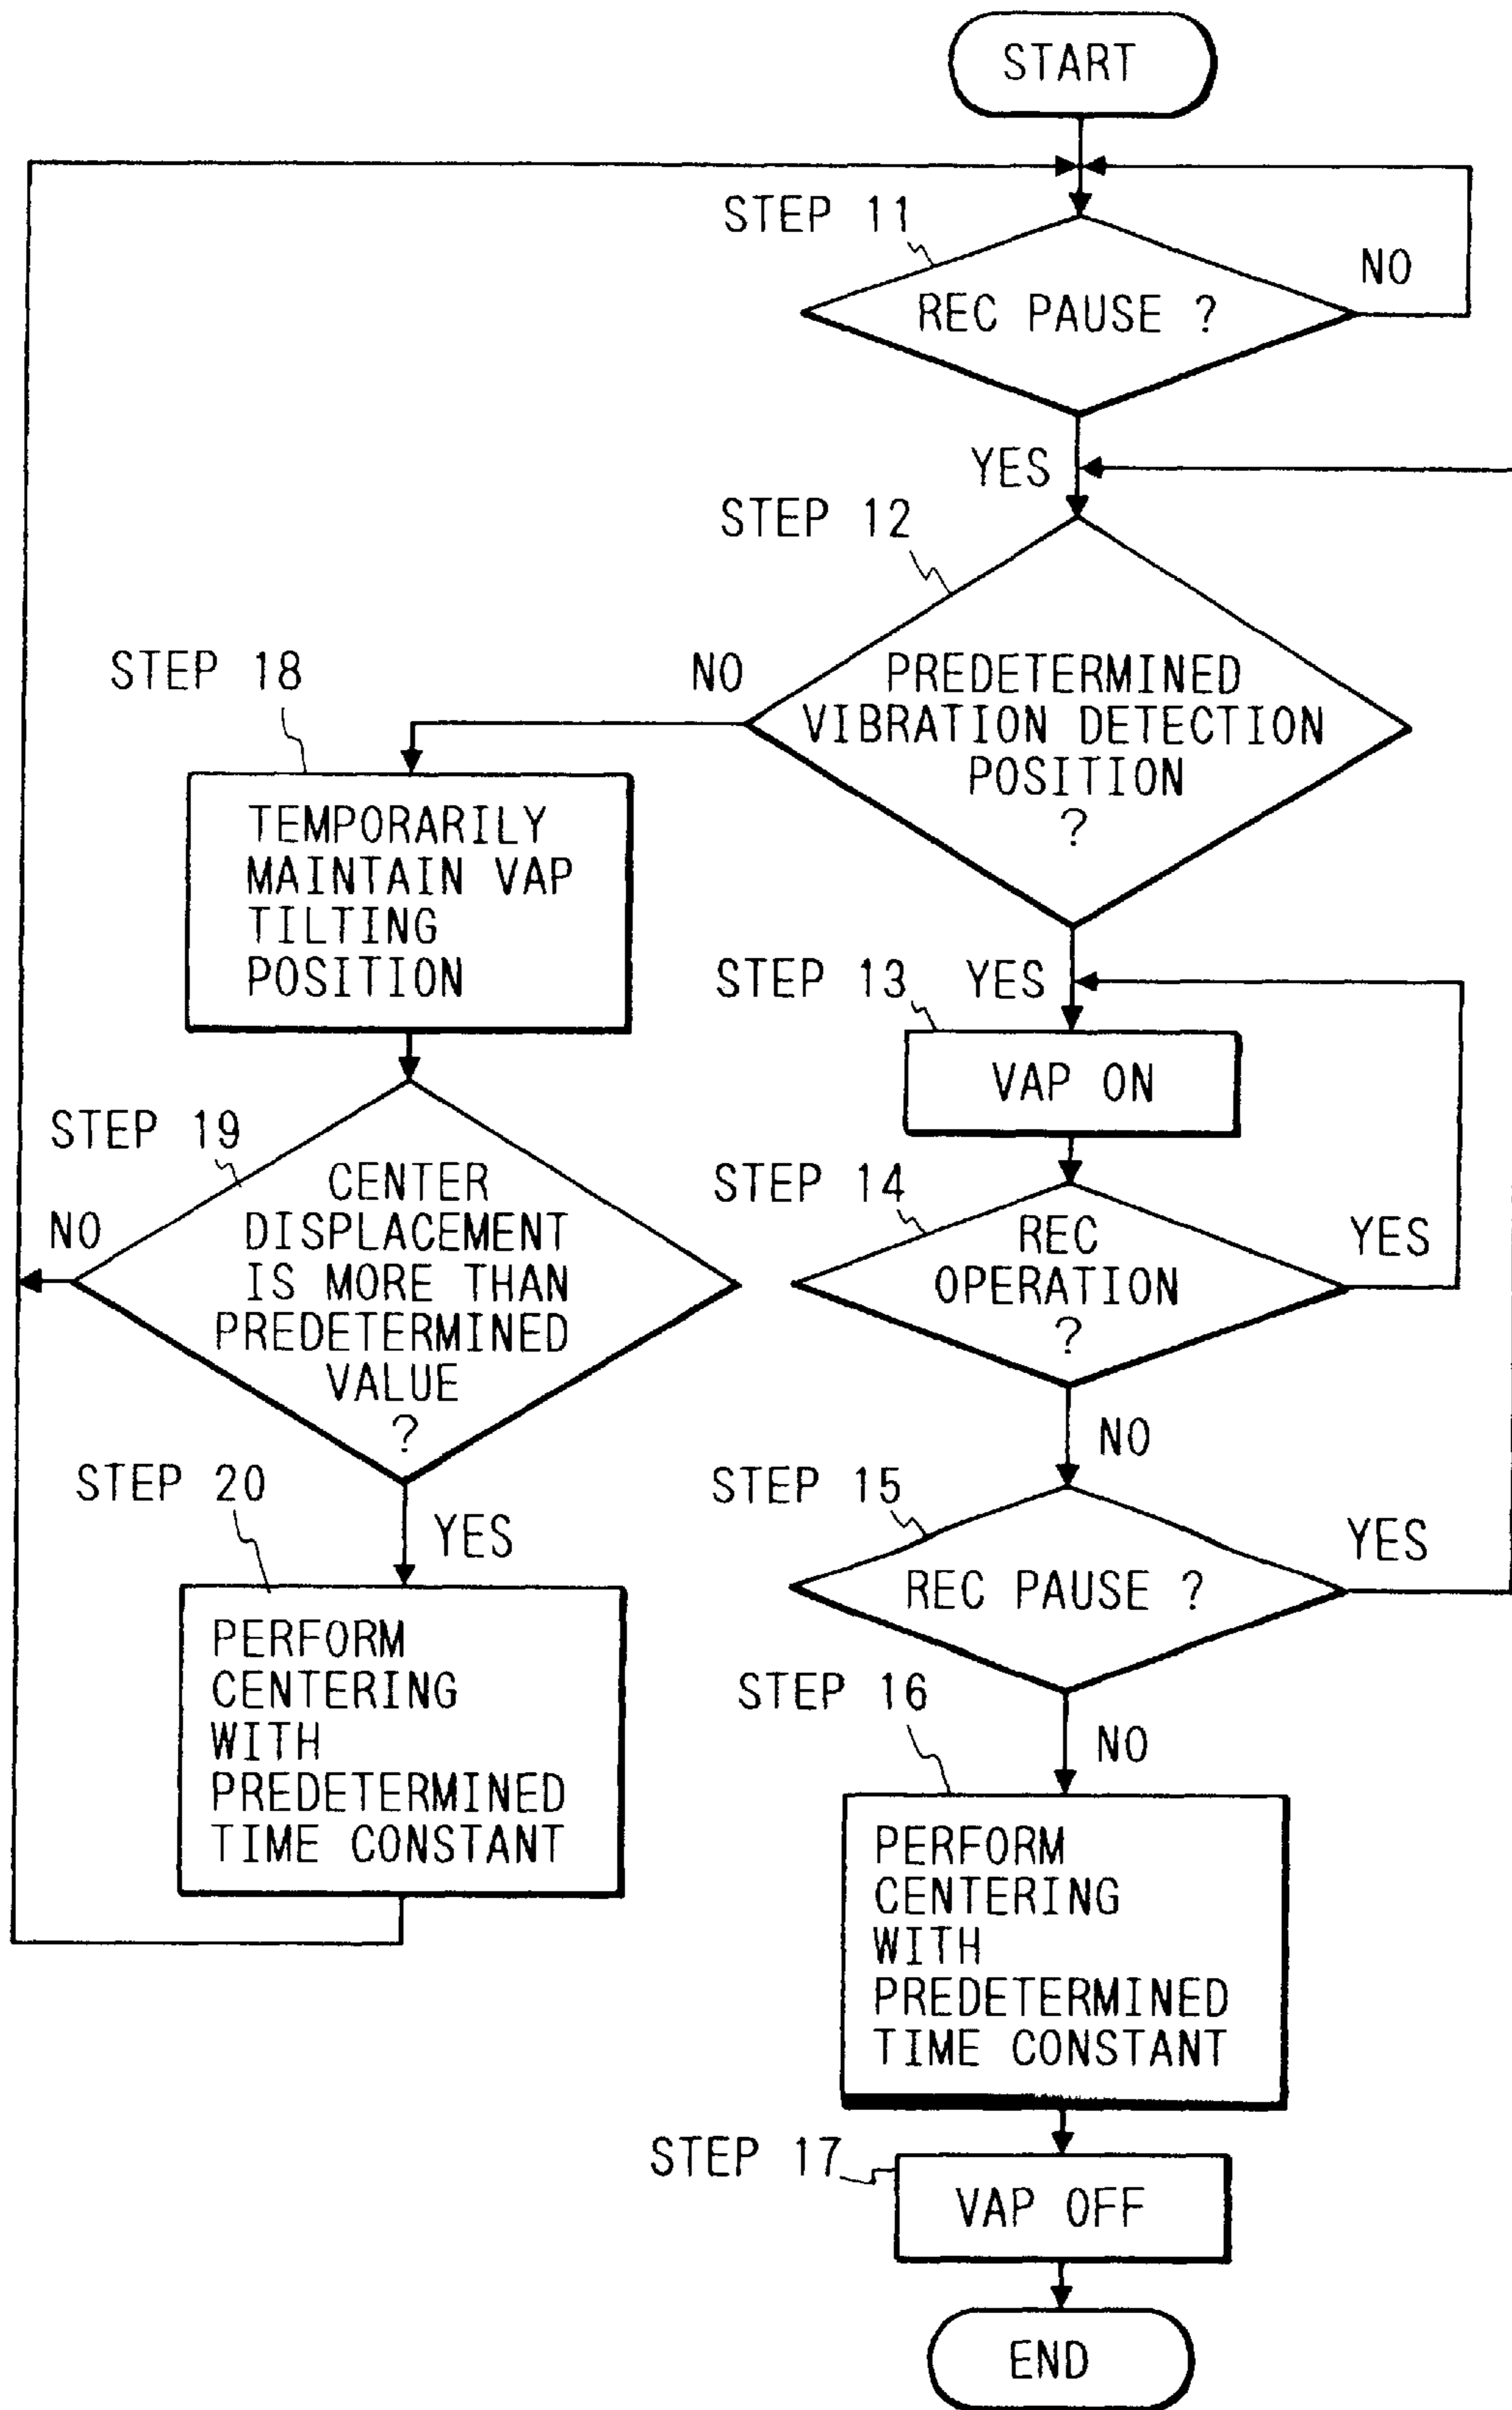 START
STEP 11
NO
REC PAUSE ?
YES
STEP 12
NO
PREDETERMINED
VIBRATION DETECTION
POSITION
?
STEP 18
TEMPORARILY
MAINTAIN VAP
TILTING
POSITION
STEP 13
YES
VAP ON
STEP 19
NO
CENTER
DISPLACEMENT
IS MORE THAN
PREDETERMINED
VALUE
?
STEP 14
REC
OPERATION
?
YES
NO
STEP 20
YES
PERFORM
CENTERING
WITH
PREDETERMINED
TIME CONSTANT
STEP 15
REC PAUSE ?
YES
STEP 16
NO
PERFORM
CENTERING
WITH
PREDETERMINED
TIME CONSTANT
STEP 17
VAP OFF
END